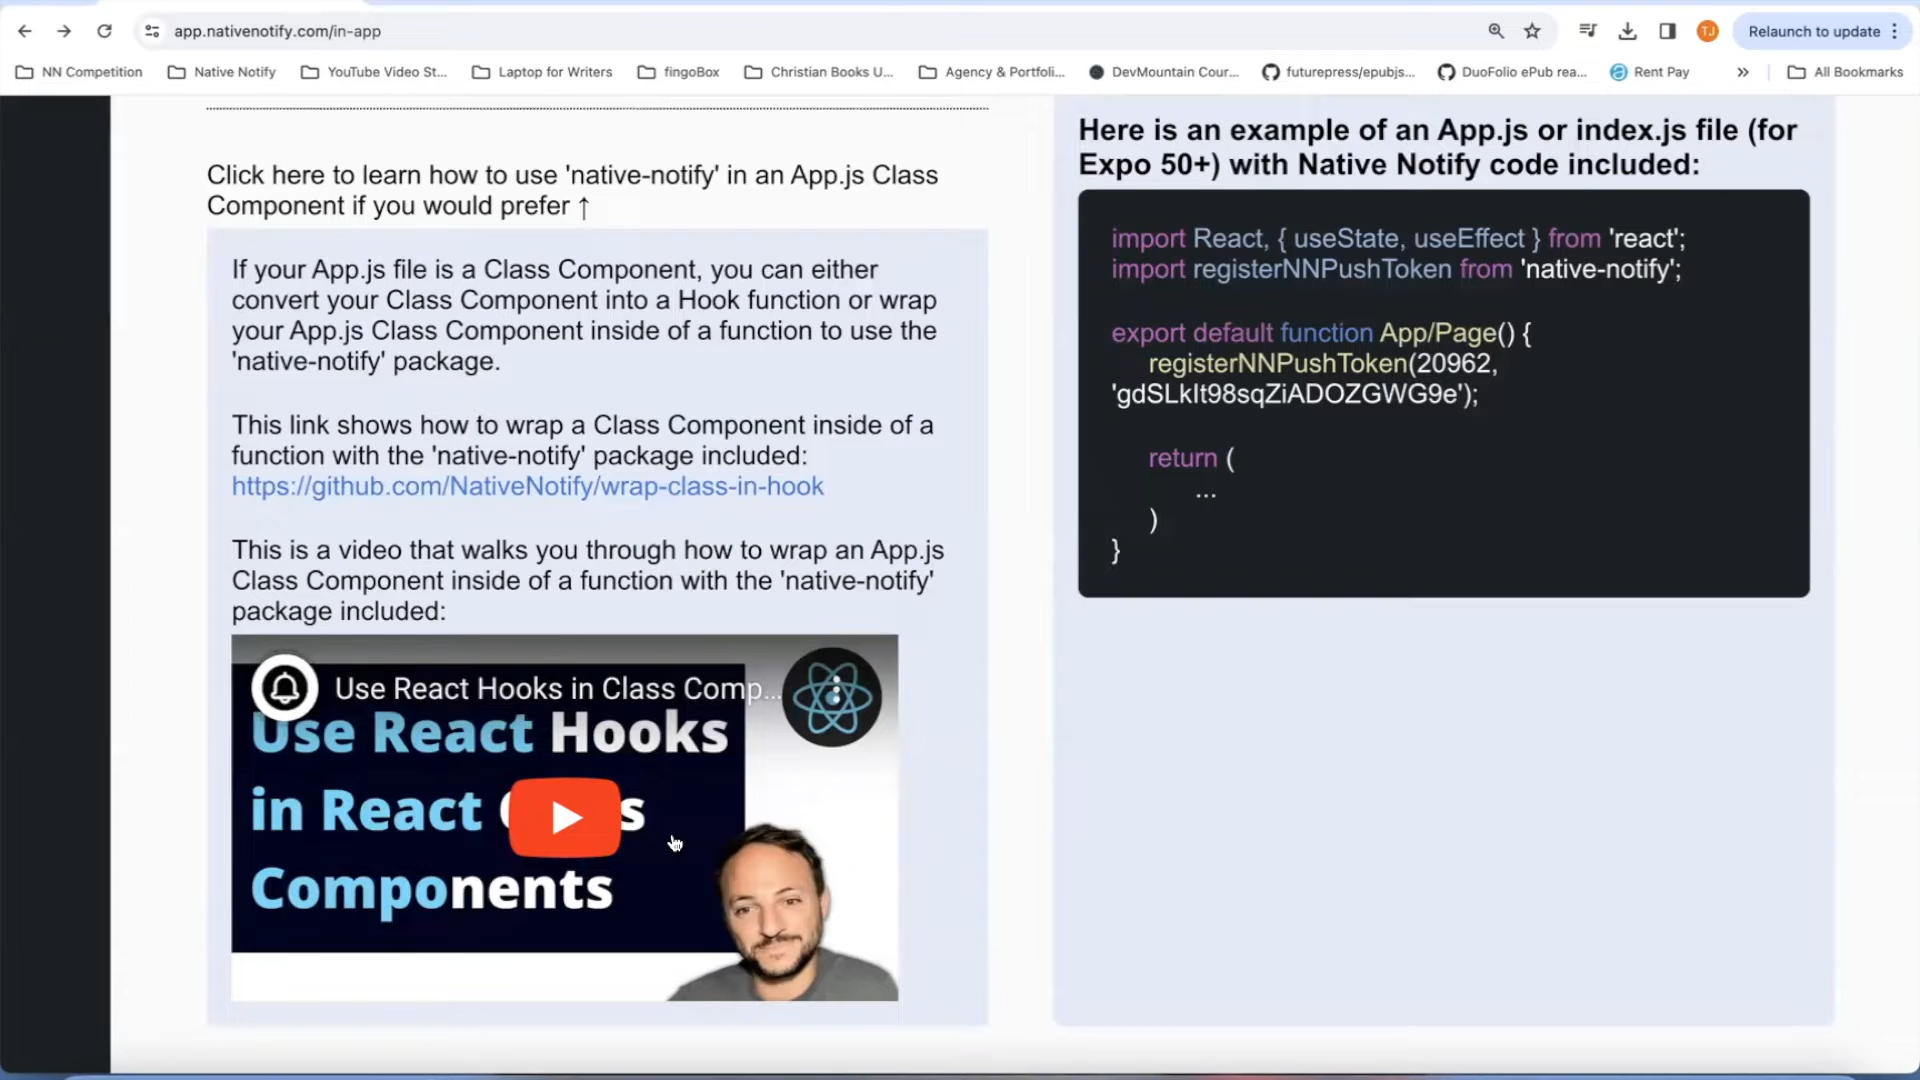 app.nativenotify.com/in-app
TJ
Relaunch to update
NN Competition
Native Notify
YouTube Video St...
Laptop for Writers
fingoBox
Christian Books U...
Agency & Portfoli...
DevMountain Cour...
futurepress/epubjs...
DuoFolio ePub rea...
Rent Pay
»
All Bookmarks
Click here to learn how to use 'native-notify' in an App.js Class
Component if you would prefer ↑
If your App.js file is a Class Component, you can either
convert your Class Component into a Hook function or wrap
your App.js Class Component inside of a function to use the
'native-notify' package.
This link shows how to wrap a Class Component inside of a
function with the 'native-notify' package included:
https://github.com/NativeNotify/wrap-class-in-hook
This is a video that walks you through how to wrap an App.js
Class Component inside of a function with the 'native-notify'
package included:
Use React Hooks in Class Comp...
Use React Hooks
in React
Components
Here is an example of an App.js or index.js file (for
Expo 50+) with Native Notify code included:
import React, { useState, useEffect } from 'react';
import registerNNPushToken from 'native-notify';
export default function App/Page() {
registerNNPushToken(20962,
'gdSLkIt98sqZiADOZGWG9e');
return (
...
)
}